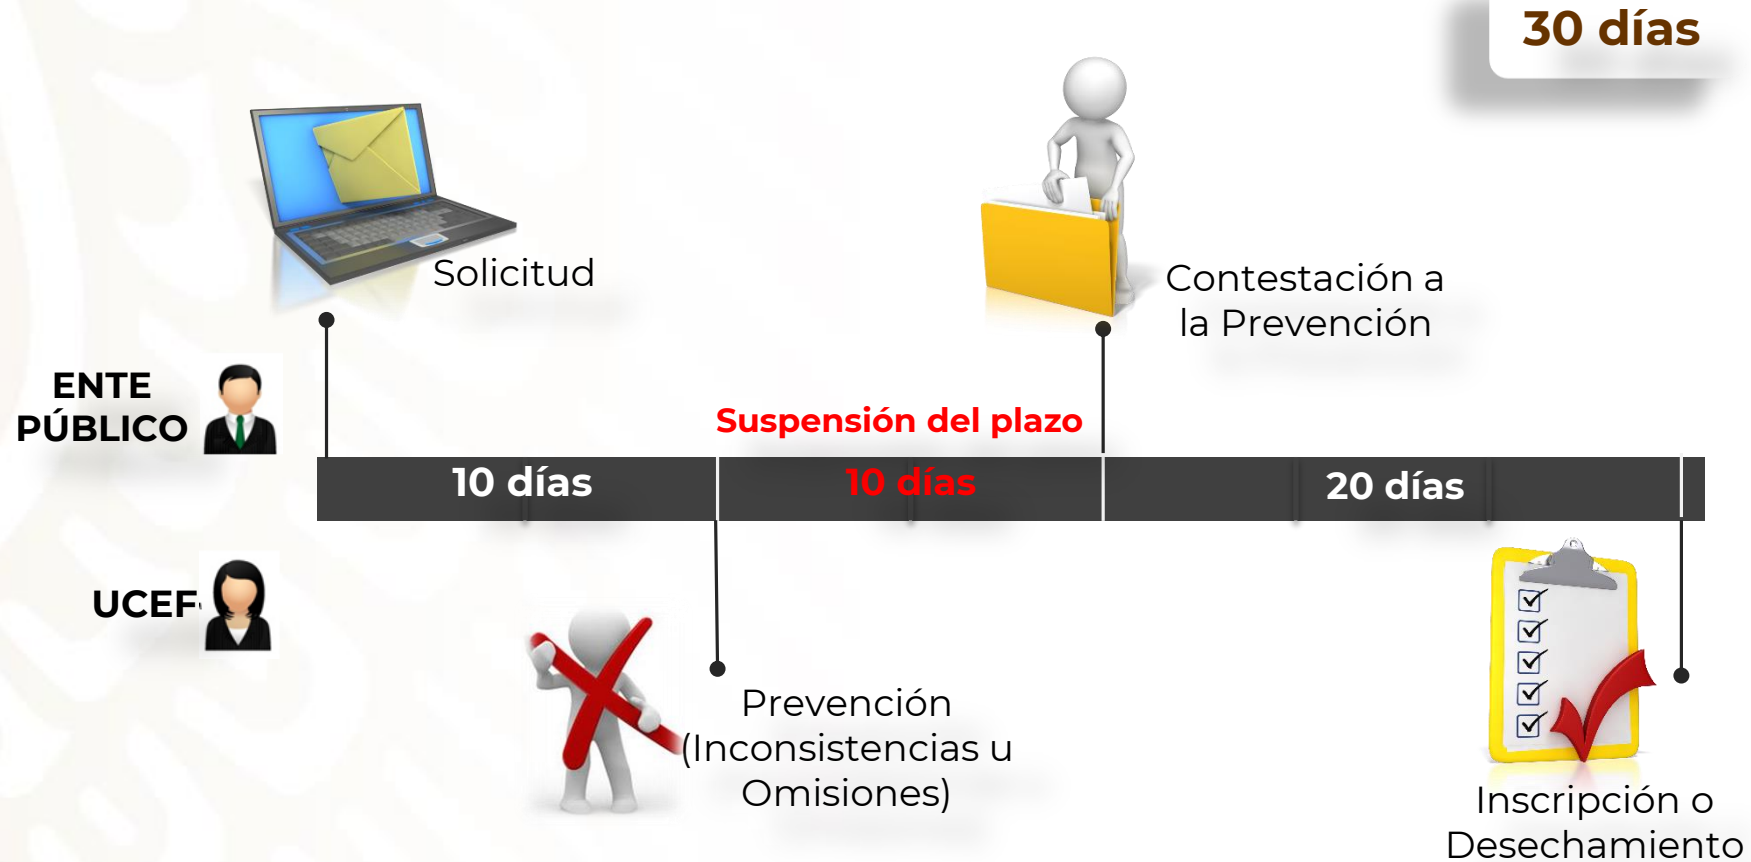 30 días
Solicitud
Contestación a
la Prevención
ENTE
PÚBLICO
Suspensión del plazo
10 días
10 días
20 días
UCEF
Prevención
(Inconsistencias u
Omisiones)
Inscripción o
Desechamiento